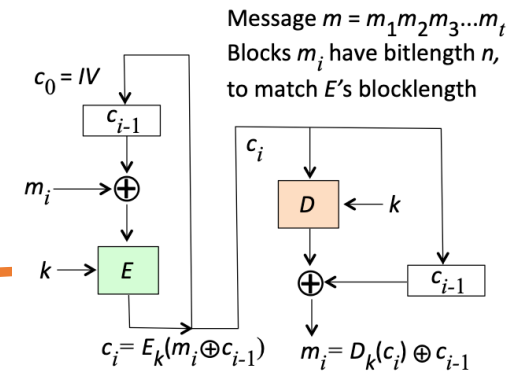 Message m = m₁m₂m₃...mₜ
Blocks mᵢ have bitlength n,
to match E's blocklength
c₀ = IV
cᵢ₋₁
mᵢ
⊕
k
E
cᵢ= Eₖ(mᵢ⊕cᵢ₋₁)
cᵢ
D
k
⊕
cᵢ₋₁
mᵢ= Dₖ(cᵢ) ⊕ cᵢ₋₁